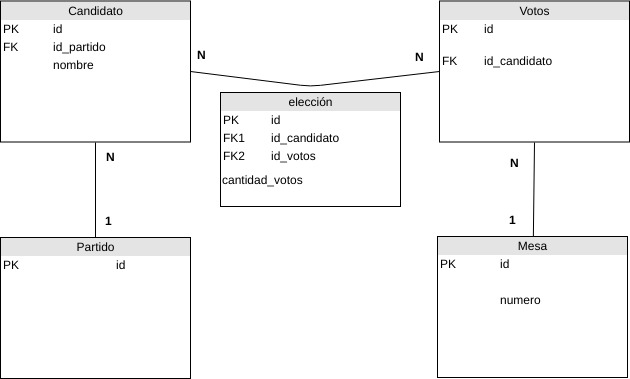 Candidato
PK id
FK id_partido
nombre
Votos
PK id
FK id_candidato
N
N
elección
PK id
FK1 id_candidato
FK2 id_votos
cantidad_votos
N
1
N
1
Partido
PK id
Mesa
PK id
numero